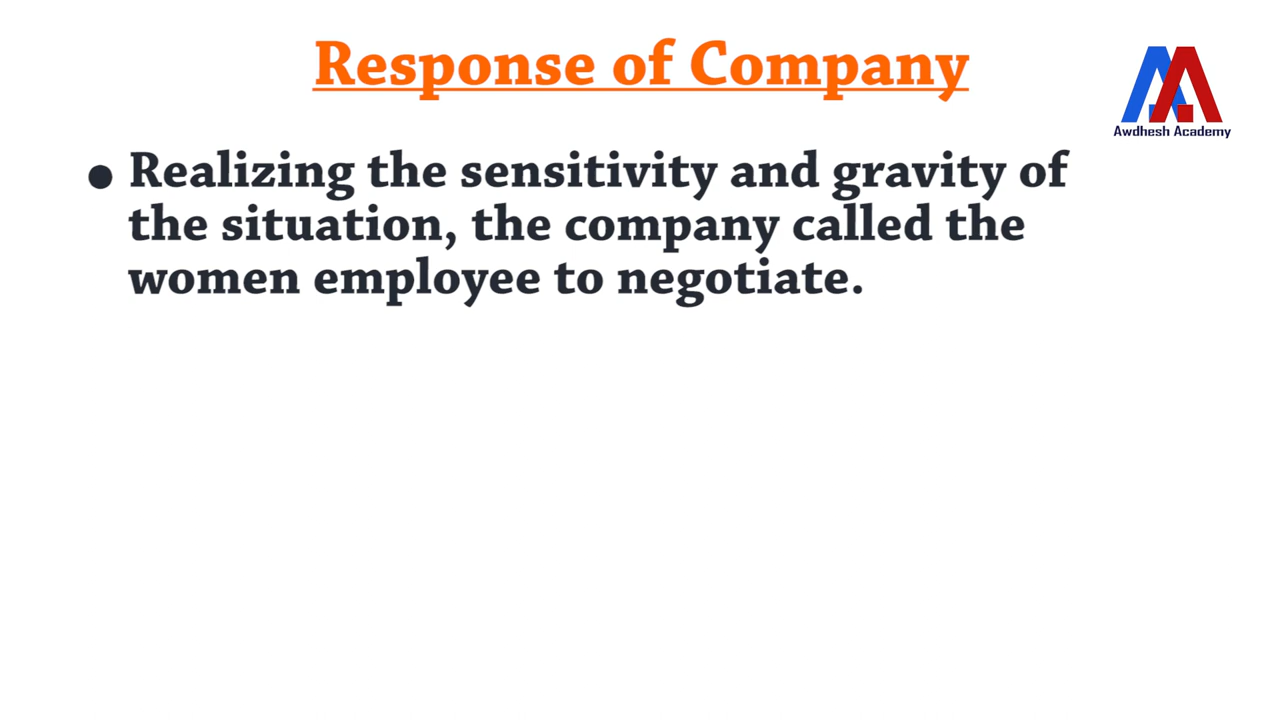 Response of Company
Awdhesh Academy
• Realizing the sensitivity and gravity of
the situation, the company called the
women employee to negotiate.